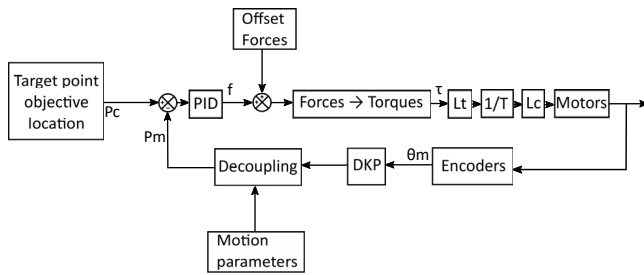 Offset
Forces
Target point
objective
location
Pc
+
-
PID
f
+
+
Forces → Torques
τ
Lt
1/T
Lc
Motors
Pm
Decoupling
DKP
θm
Encoders
Motion
parameters